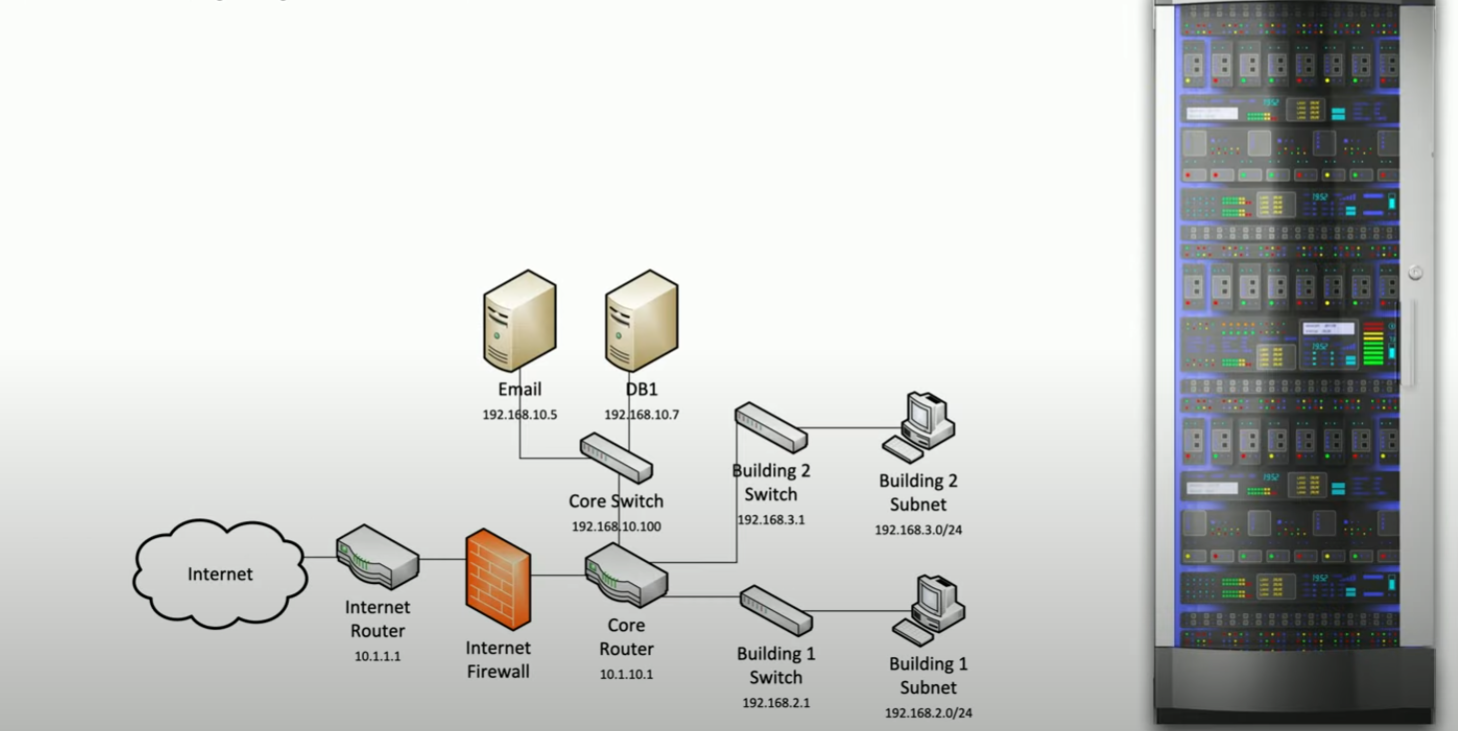 Email
192.168.10.5
DB1
192.168.10.7
Core Switch
192.168.10.100
Building 2
Switch
192.168.3.1
Building 2
Subnet
192.168.3.0/24
Internet
Internet
Router
10.1.1.1
Internet
Firewall
Core
Router
10.1.10.1
Building 1
Switch
192.168.2.1
Building 1
Subnet
192.168.2.0/24